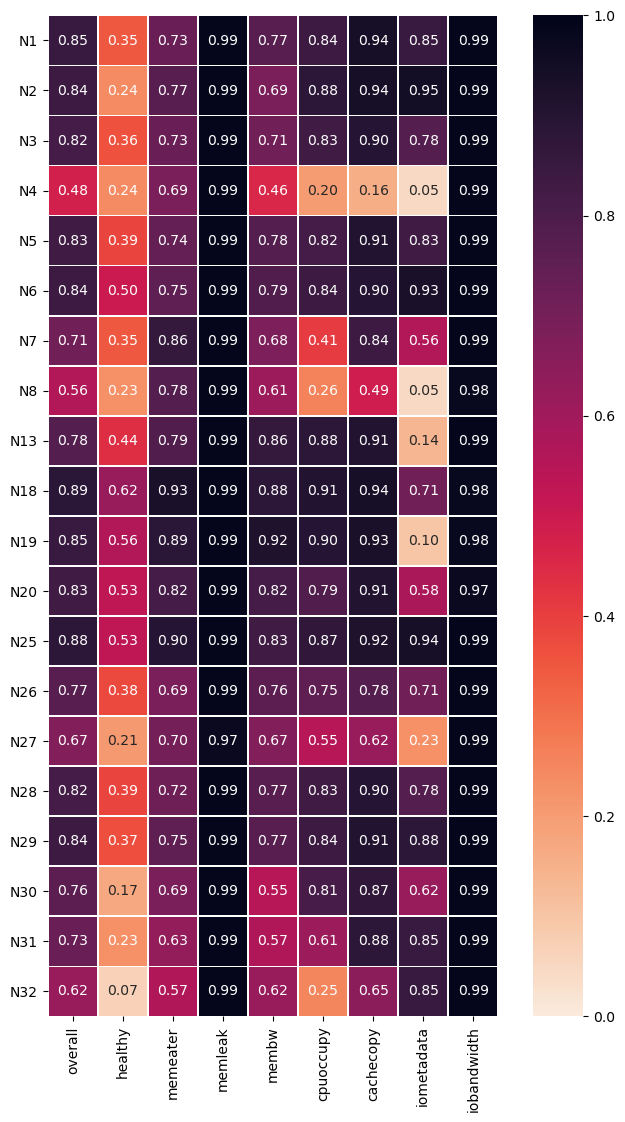 N1 0.85 0.35 0.73 0.99 0.77 0.84 0.94 0.85 0.99
N2 0.84 0.24 0.77 0.99 0.69 0.88 0.94 0.95 0.99
N3 0.82 0.36 0.73 0.99 0.71 0.83 0.90 0.78 0.99
N4 0.48 0.24 0.69 0.99 0.46 0.20 0.16 0.05 0.99
N5 0.83 0.39 0.74 0.99 0.78 0.82 0.91 0.83 0.99
N6 0.84 0.50 0.75 0.99 0.79 0.84 0.90 0.93 0.99
N7 0.71 0.35 0.86 0.99 0.68 0.41 0.84 0.56 0.99
N8 0.56 0.23 0.78 0.99 0.61 0.26 0.49 0.05 0.98
N13 0.78 0.44 0.79 0.99 0.86 0.88 0.91 0.14 0.99
N18 0.89 0.62 0.93 0.99 0.88 0.91 0.94 0.71 0.98
N19 0.85 0.56 0.89 0.99 0.92 0.90 0.93 0.10 0.98
N20 0.83 0.53 0.82 0.99 0.82 0.79 0.91 0.58 0.97
N25 0.88 0.53 0.90 0.99 0.83 0.87 0.92 0.94 0.99
N26 0.77 0.38 0.69 0.99 0.76 0.75 0.78 0.71 0.99
N27 0.67 0.21 0.70 0.97 0.67 0.55 0.62 0.23 0.99
N28 0.82 0.39 0.72 0.99 0.77 0.83 0.90 0.78 0.99
N29 0.84 0.37 0.75 0.99 0.77 0.84 0.91 0.88 0.99
N30 0.76 0.17 0.69 0.99 0.55 0.81 0.87 0.62 0.99
N31 0.73 0.23 0.63 0.99 0.57 0.61 0.88 0.85 0.99
N32 0.62 0.07 0.57 0.99 0.62 0.25 0.65 0.85 0.99
overall healthy memeater memleak membw cpuoccupy cachecopy iometadata iobandwidth
1.0
0.8
0.6
0.4
0.2
0.0